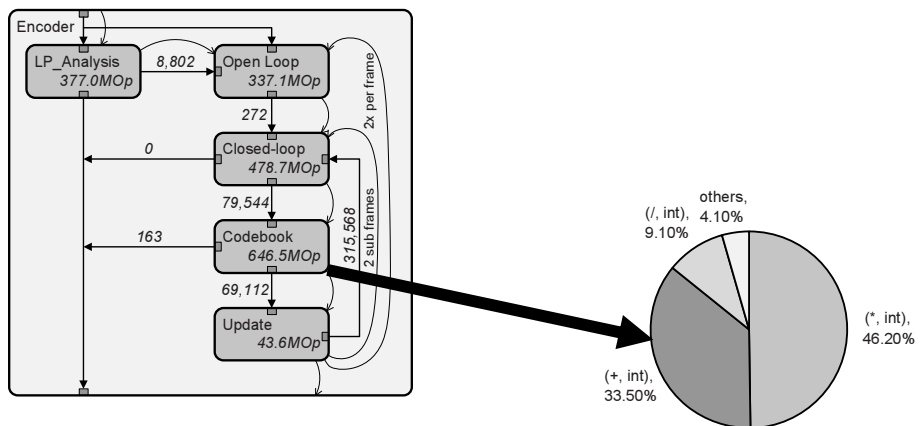 Encoder
LP_Analysis
377.0MOp
8,802
Open Loop
337.1MOp
2x per frame
272
0
Closed-loop
478.7MOp
79,544
315,568
2 sub frames
163
Codebook
646.5MOp
69,112
Update
43.6MOp
others,
4.10%
(/, int),
9.10%
(*, int),
46.20%
(+, int),
33.50%